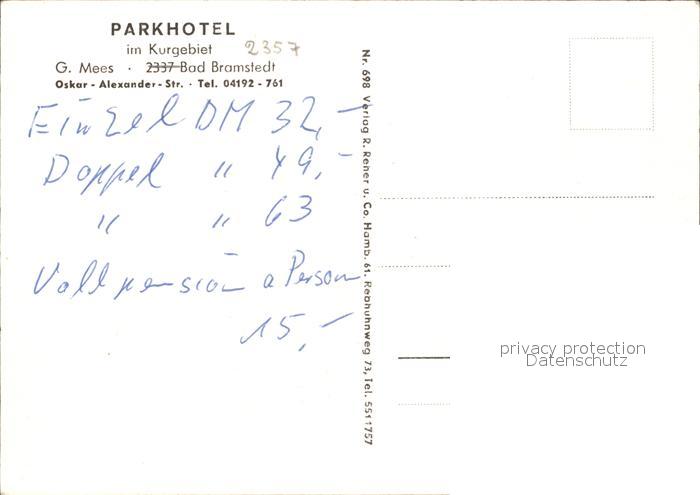 PARKHOTEL
im Kurgebiet 2357
G. Mees · 2337 Bad Bramstedt
Oskar - Alexander - Str. · Tel. 04192 - 761
Einzel DM 32,-
Doppel " 49,-
" " 63
Vollpension a Person
15,-
Nr. 698 Verlag R. Rener u. Co. Hamb. 61. Rebhuhnweg 73, Tel. 5511757
privacy protection
Datenschutz